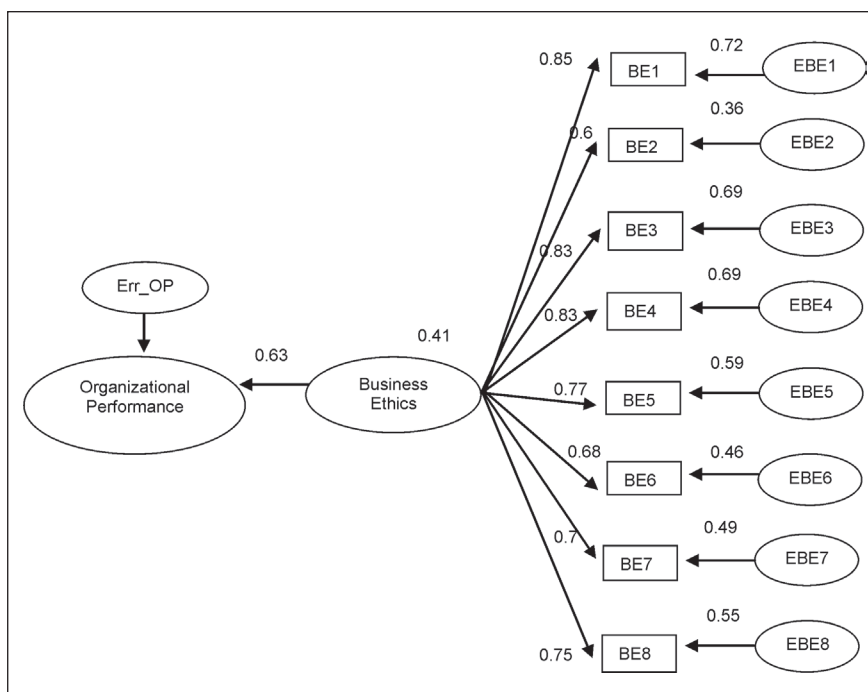 0.85
BE1
0.72
EBE1
0.6
BE2
0.36
EBE2
0.83
BE3
0.69
EBE3
Err_OP
0.83
BE4
0.69
EBE4
0.63
0.41
Organizational
Performance
Business
Ethics
0.77
BE5
0.59
EBE5
0.68
BE6
0.46
EBE6
0.7
BE7
0.49
EBE7
0.75
BE8
0.55
EBE8